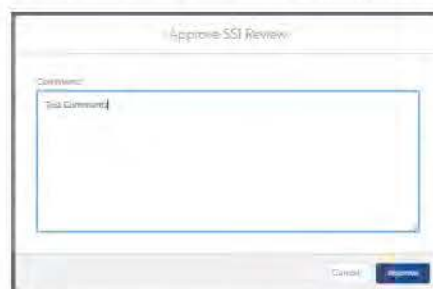 Approve SSI Review
Comments
Test Comments
Cancel
Approve